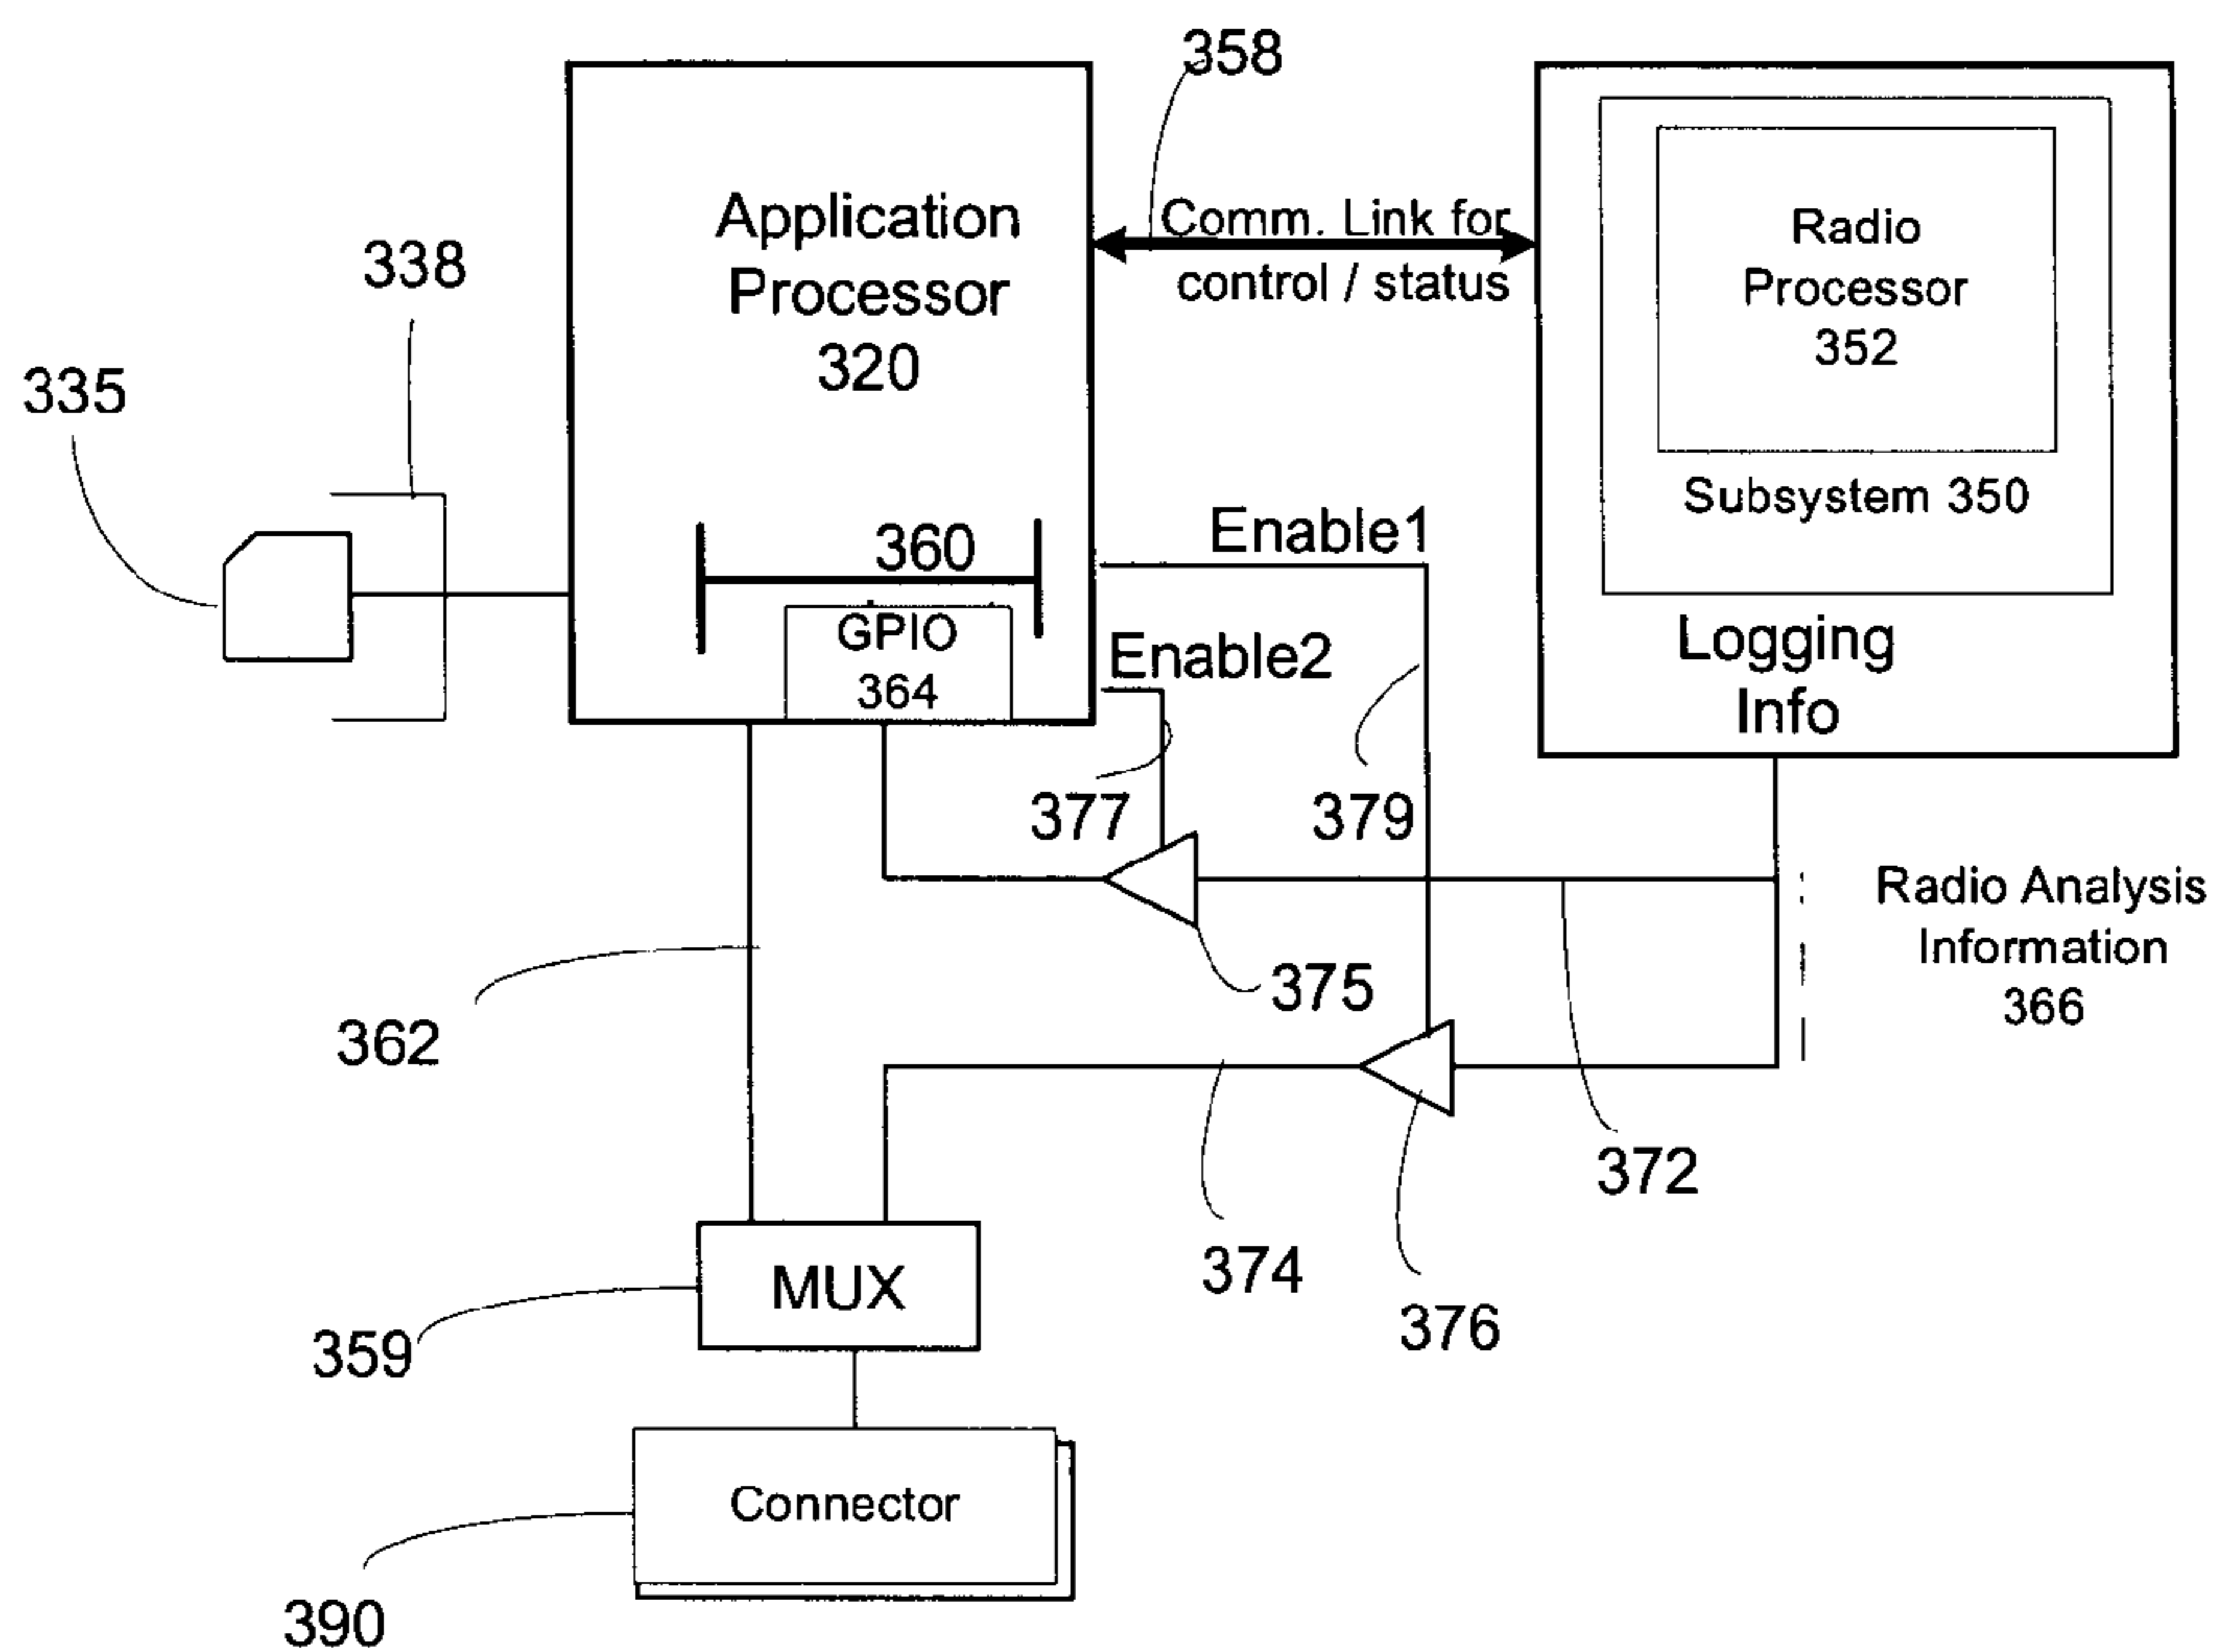 358
Application
Processor
320
Comm. Link for
control / status
Radio
Processor
352
Subsystem 350
Logging
Info
338
335
360
GPIO
364
Enable1
Enable2
377
379
375
Radio Analysis
Information
366
362
372
374
376
MUX
359
Connector
390